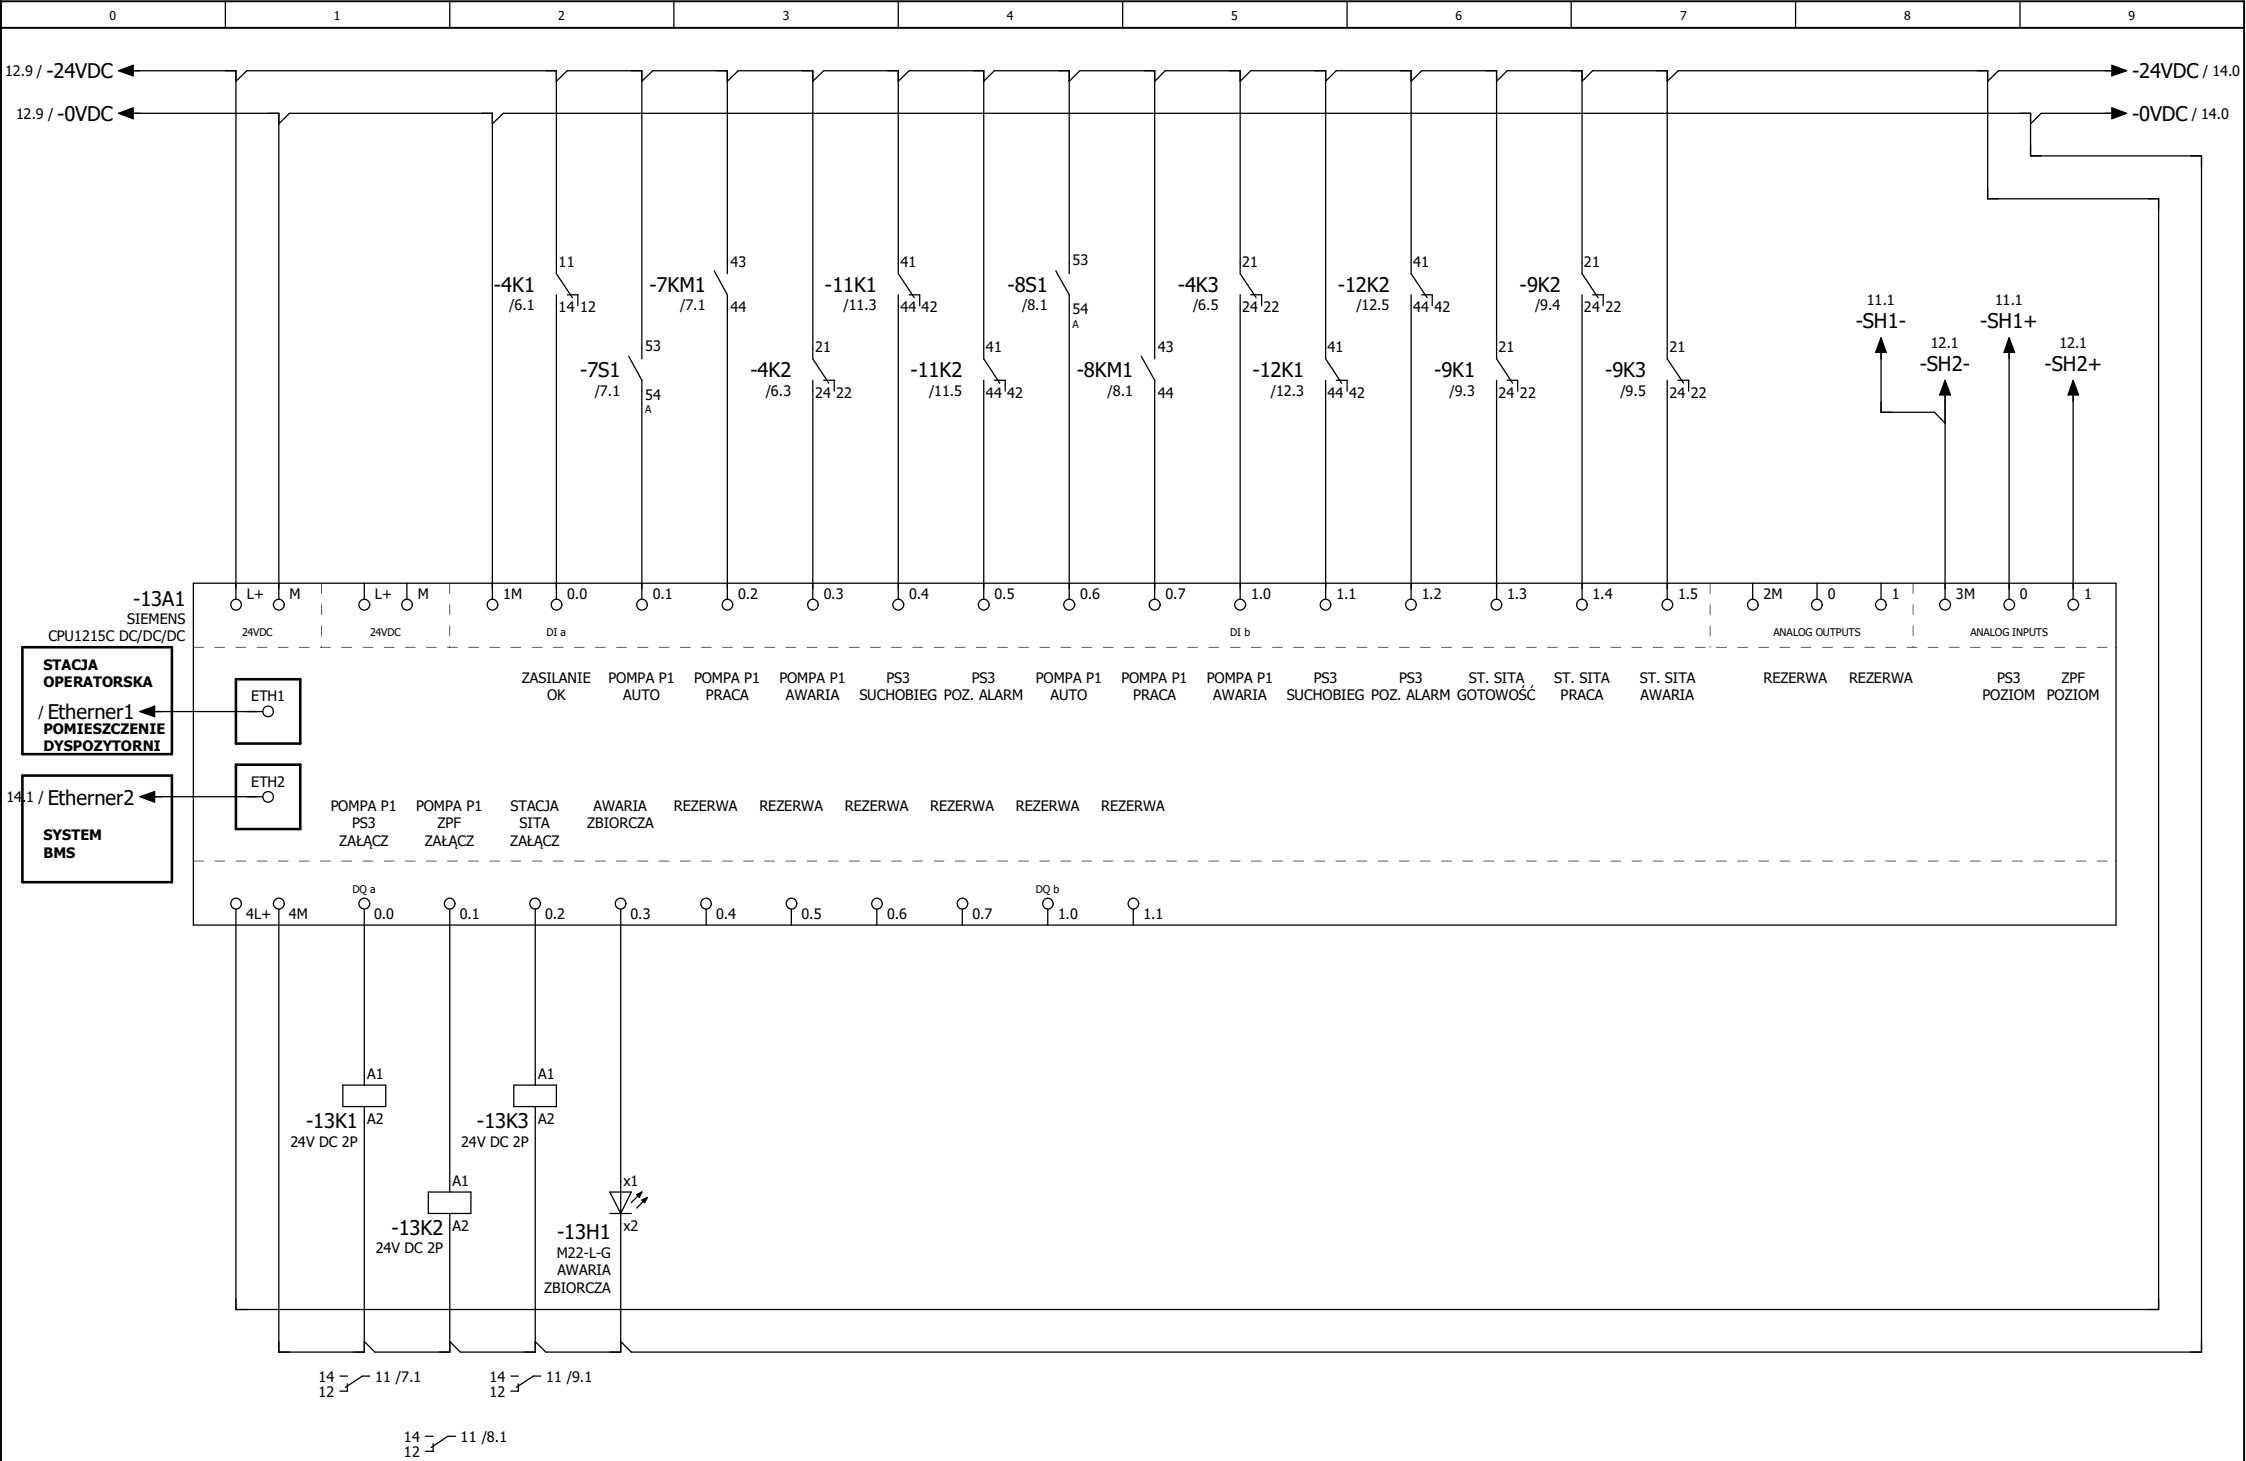 0 1 2 3 4 5 6 7 8 9
12.9 / -24VDC
-24VDC / 14.0
12.9 / -0VDC
-0VDC / 14.0
-4K1
/6.1
11
14 12
-7S1
/7.1
53
54
A
-7KM1
/7.1
43
44
-4K2
/6.3
21
24 22
-11K1
/11.3
41
44 42
-11K2
/11.5
41
44 42
-8S1
/8.1
53
54
A
-8KM1
/8.1
43
44
-4K3
/6.5
21
24 22
-12K1
/12.3
41
44 42
-12K2
/12.5
41
44 42
-9K1
/9.3
21
24 22
-9K2
/9.4
21
24 22
-9K3
/9.5
21
24 22
11.1
-SH1-
12.1
-SH2-
11.1
-SH1+
12.1
-SH2+
-13A1
SIEMENS
CPU1215C DC/DC/DC
L+ M L+ M 1M 0.0 0.1 0.2 0.3 0.4 0.5 0.6 0.7 1.0 1.1 1.2 1.3 1.4 1.5 2M 0 1 3M 0 1
24VDC 24VDC DI a DI b ANALOG OUTPUTS ANALOG INPUTS
STACJA
OPERATORSKA
/ Etherner1
POMIESZCZENIE
DYSPOZYTORNI
ETH1
14.1 / Etherner2
SYSTEM
BMS
ETH2
ZASILANIE
OK
POMPA P1
AUTO
POMPA P1
PRACA
POMPA P1
AWARIA
PS3
SUCHOBIEG
PS3
POZ. ALARM
POMPA P1
AUTO
POMPA P1
PRACA
POMPA P1
AWARIA
PS3
SUCHOBIEG
PS3
POZ. ALARM
ST. SITA
GOTOWOŚĆ
ST. SITA
PRACA
ST. SITA
AWARIA
REZERWA
REZERWA
PS3
POZIOM
ZPF
POZIOM
POMPA P1
PS3
ZAŁĄCZ
POMPA P1
ZPF
ZAŁĄCZ
STACJA
SITA
ZAŁĄCZ
AWARIA
ZBIORCZA
REZERWA
REZERWA
REZERWA
REZERWA
REZERWA
REZERWA
DQ a DQ b
4L+ 4M 0.0 0.1 0.2 0.3 0.4 0.5 0.6 0.7 1.0 1.1
A1
A2
-13K1
24V DC 2P
A1
A2
-13K2
24V DC 2P
A1
A2
-13K3
24V DC 2P
x1
x2
-13H1
M22-L-G
AWARIA
ZBIORCZA
14 11 /7.1
12
14 11 /9.1
12
14 11 /8.1
12